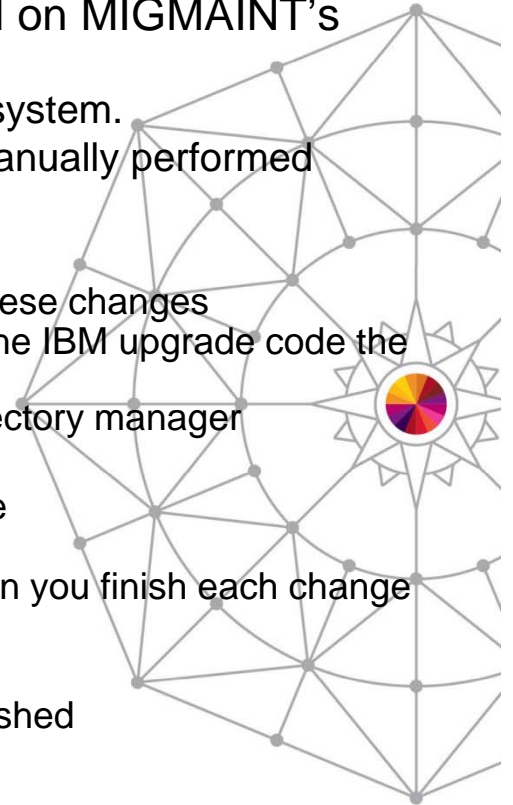 on MIGMAINT’s
system.
anually performed
ese changes
he IBM upgrade code the
ectory manager
e
n you finish each change
shed